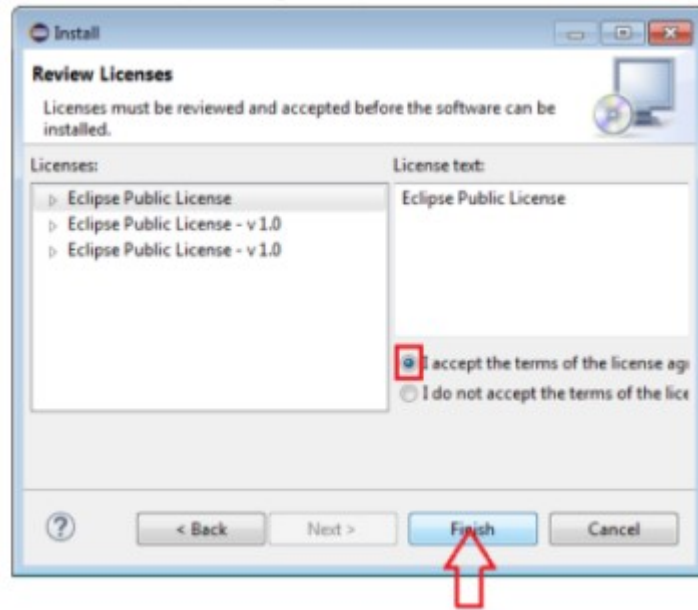 Install
Review Licenses
Licenses must be reviewed and accepted before the software can be
installed.
Licenses:
Eclipse Public License
Eclipse Public License - v 1.0
Eclipse Public License - v 1.0
License text:
Eclipse Public License
I accept the terms of the license agr
I do not accept the terms of the lice
?
< Back
Next >
Finish
Cancel